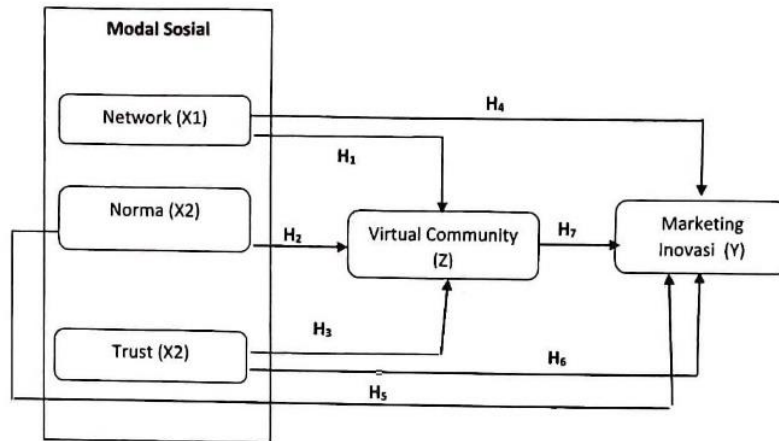 Modal Sosial
Network (X1)
H4
H1
Norma (X2)
H2
Virtual Community
(Z)
H7
Marketing
Inovasi (Y)
H3
Trust (X2)
H6
H5